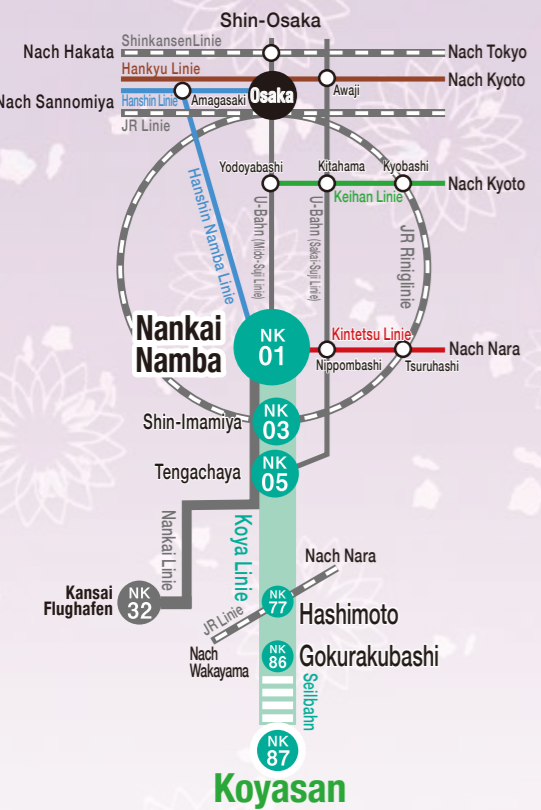 Shin-Osaka
Shinkansen Linie
Nach Hakata
Nach Tokyo
Hankyu Linie
Nach Kyoto
Awaji
Nach Sannomiya
Hanshin Linie
Amagasaki
Osaka
JR Linie
Yodoyabashi
Kitahama
Kyobashi
Nach Kyoto
Keihan Linie
Hanshin Namba Linie
U-Bahn (Mido-Suji Linie)
U-Bahn (Sakai-Suji Linie)
JR Riniglinie
Nankai
Namba
NK
01
Kintetsu Linie
Nach Nara
Nippombashi
Tsuruhashi
Shin-Imamiya
NK
03
Tengachaya
NK
05
Nankai Linie
Koya Linie
Nach Nara
Kansai
Flughafen
NK
32
NK
77
Hashimoto
JR Linie
Nach
Wakayama
NK
86
Gokurakubashi
Seilbahn
NK
87
Koyasan